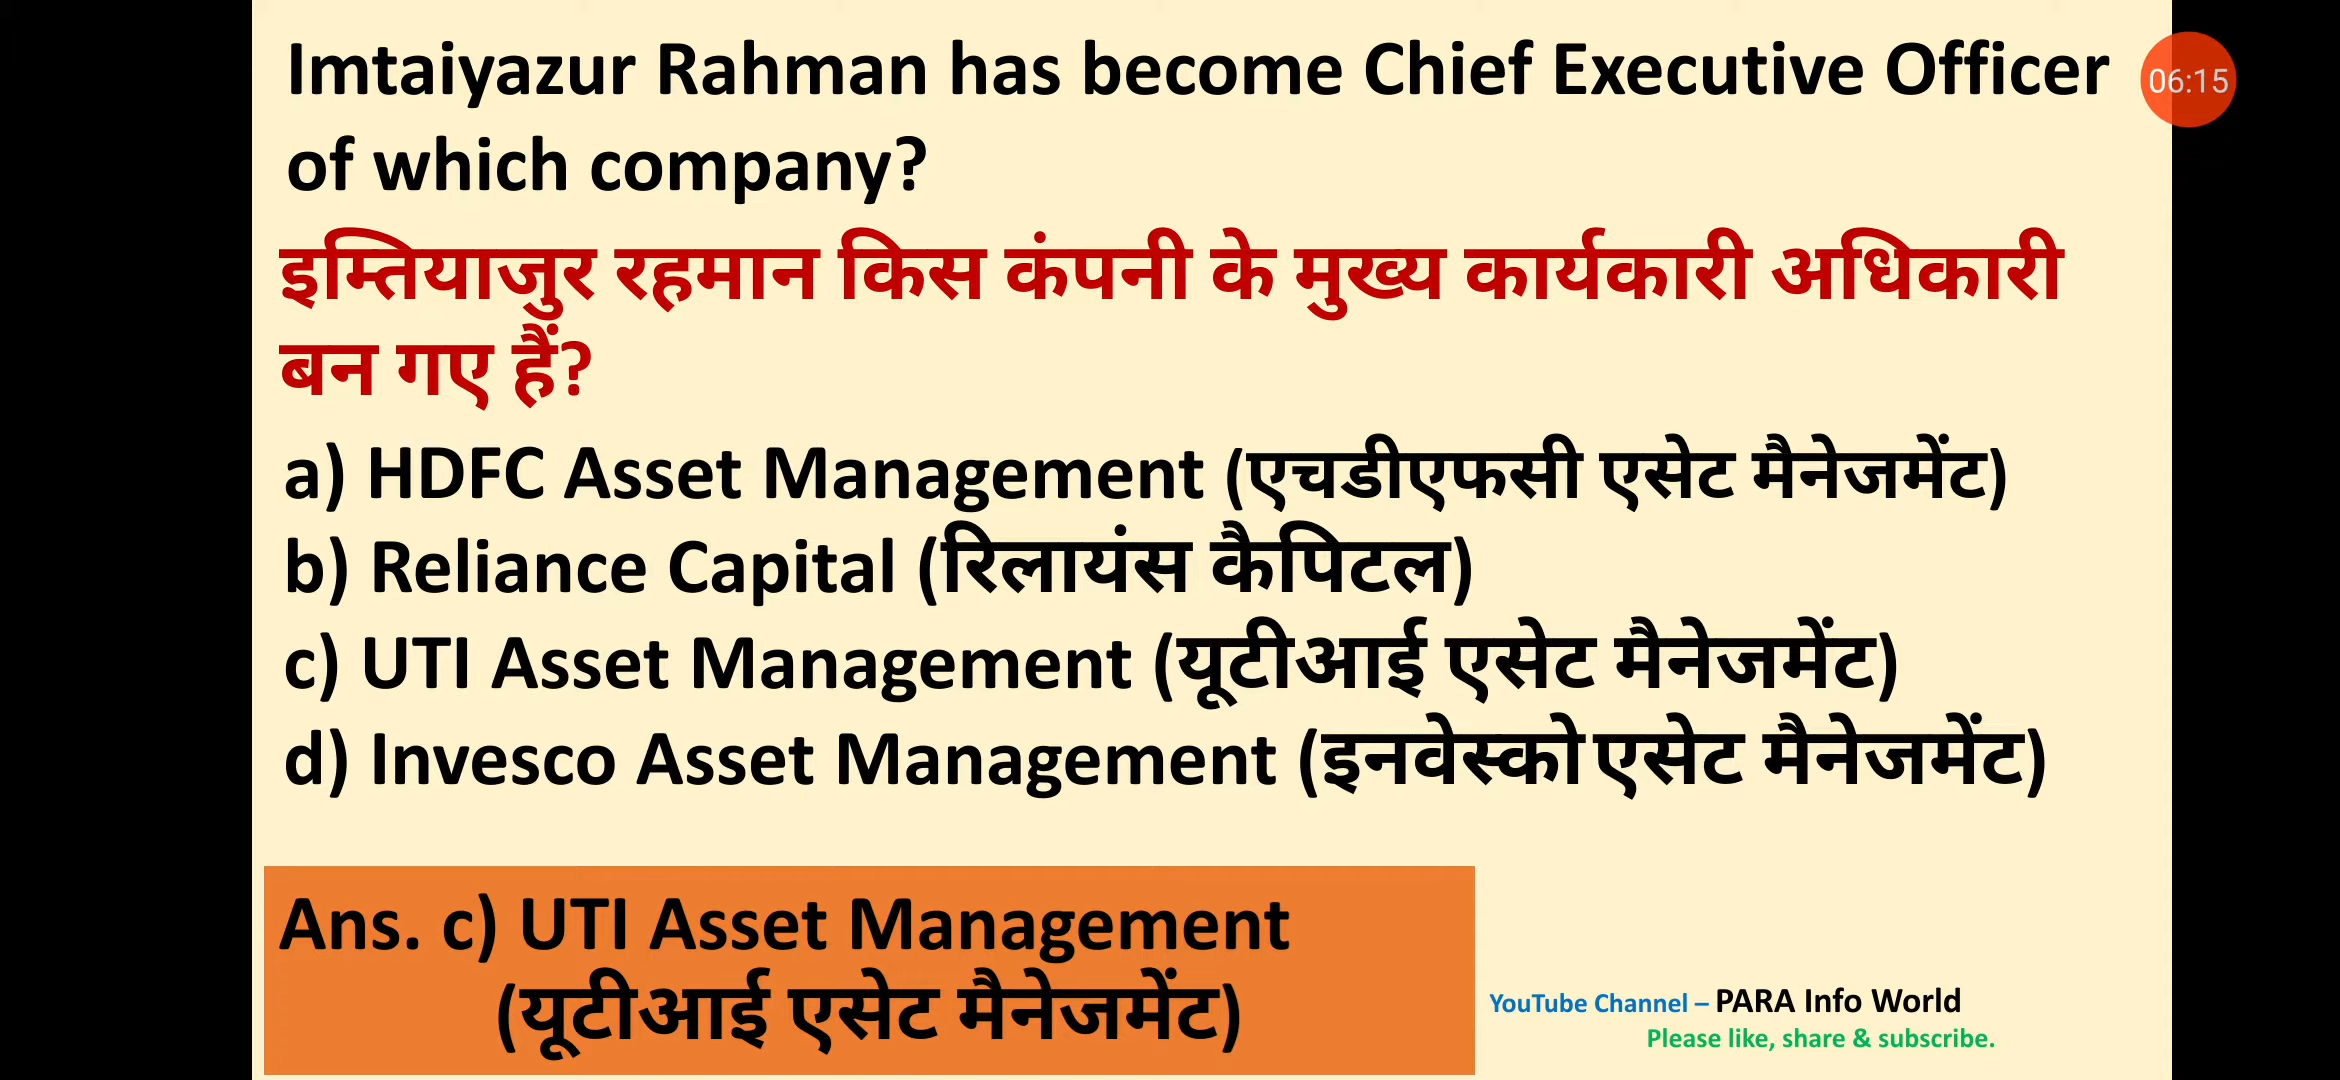 Imtaiyazur Rahman has become Chief Executive Officer
06:15
of which company?
इम्तियाजुर रहमान किस कंपनी के मुख्य कार्यकारी अधिकारी
बन गए हैं?
a) HDFC Asset Management (एचडीएफसी एसेट मैनेजमेंट)
b) Reliance Capital (रिलायंस कैपिटल)
c) UTI Asset Management (यूटीआई एसेट मैनेजमेंट)
d) Invesco Asset Management (इनवेस्को एसेट मैनेजमेंट)
Ans. c) UTI Asset Management
(यूटीआई एसेट मैनेजमेंट)
YouTube Channel – PARA Info World
Please like, share & subscribe.